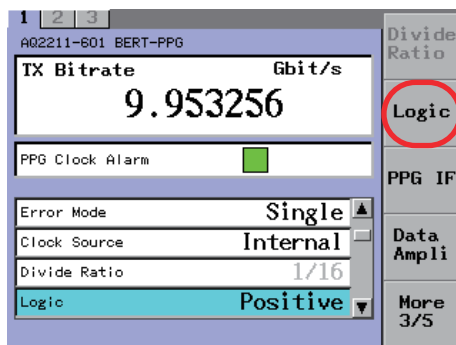 1 2 3
AQ2211-601 BERT-PPG
TX Bitrate Gbit/s
9.953256
PPG Clock Alarm
Error Mode Single
Clock Source Internal
Divide Ratio 1/16
Logic Positive
Divide
Ratio
Logic
PPG IF
Data
Ampli
More
3/5